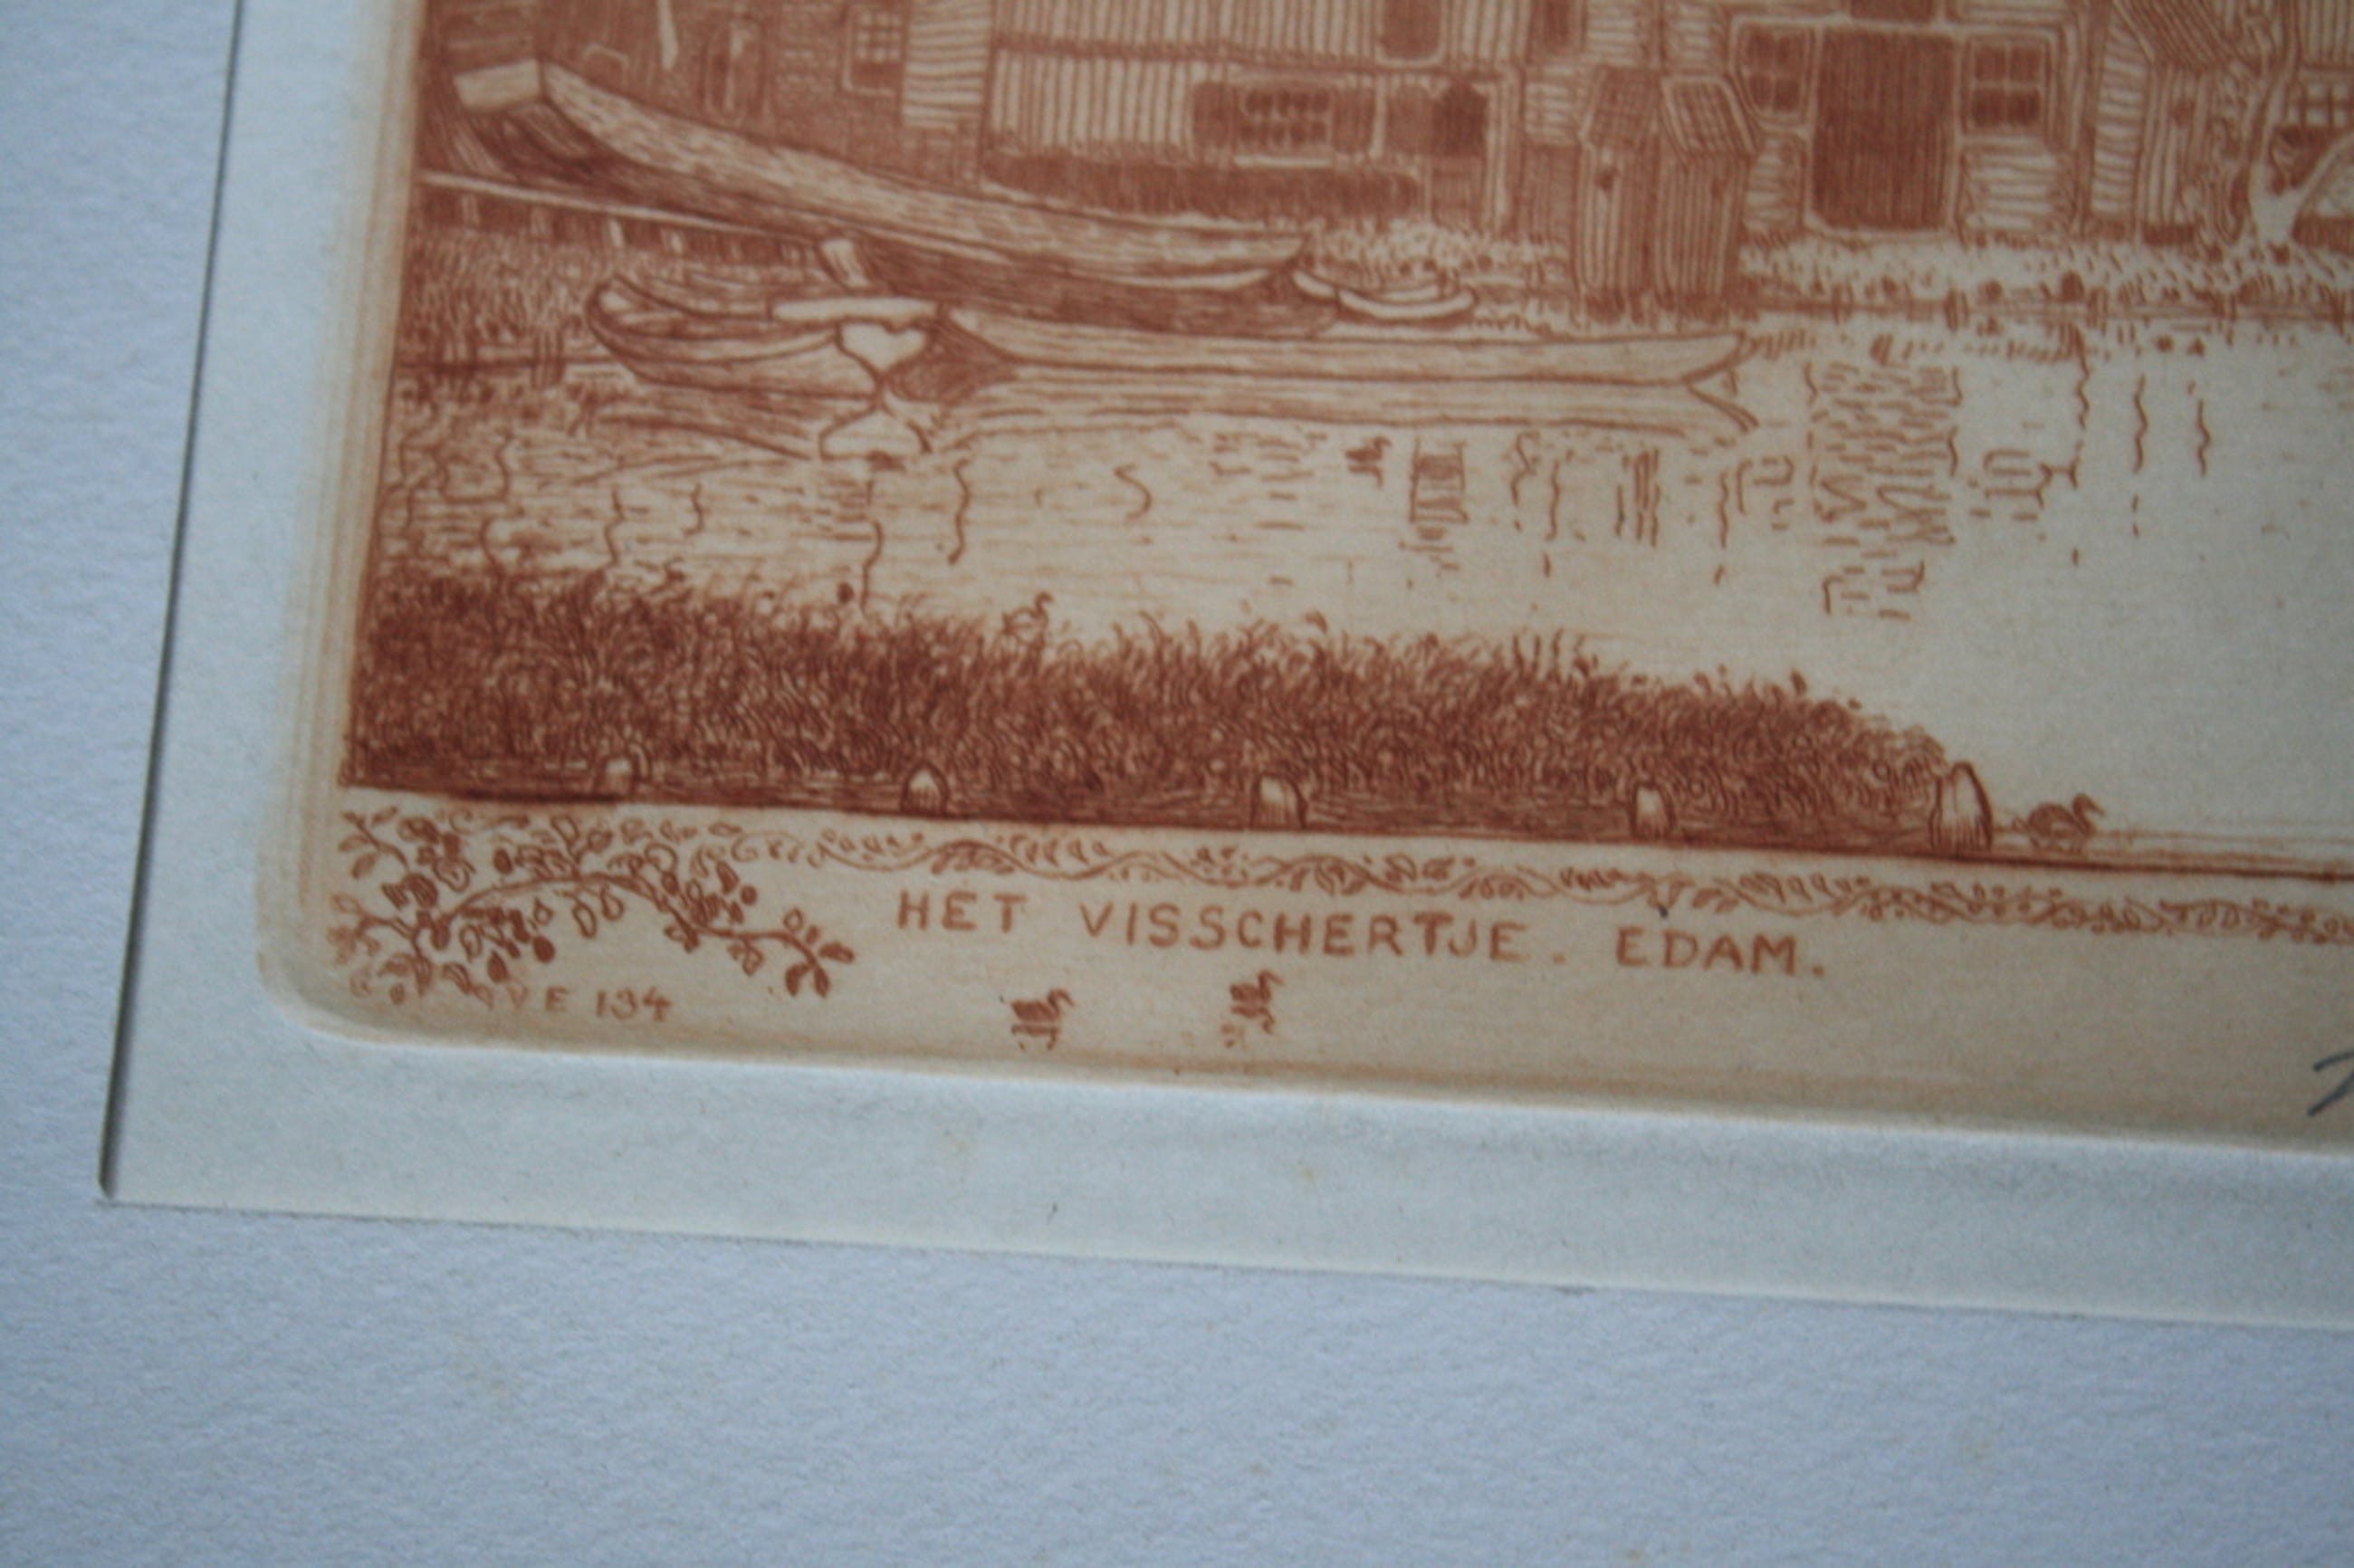 HET VISSCHERTJE. EDAM.
VE 134